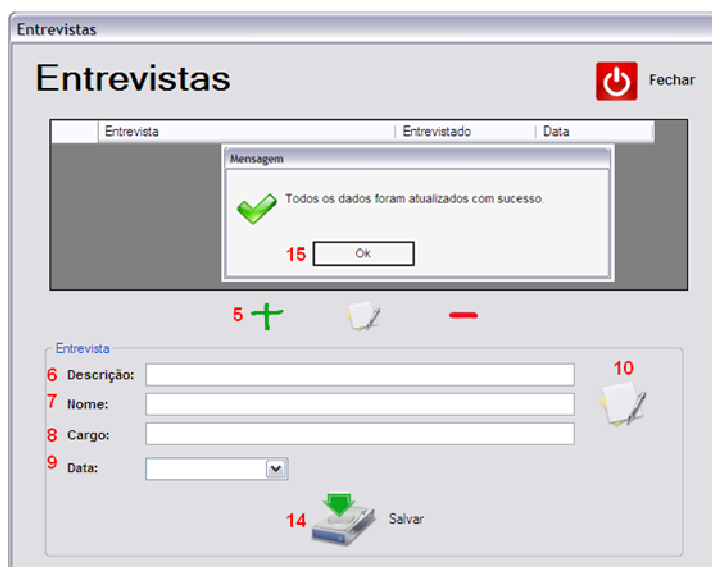 Entrevistas
Entrevistas
Fechar
Entrevista Entrevistado Data
Mensagem
Todos os dados foram atualizados com sucesso.
15 Ok
5
Entrevista
6 Descrição:
10
7 Nome:
8 Cargo:
9 Data:
14 Salvar